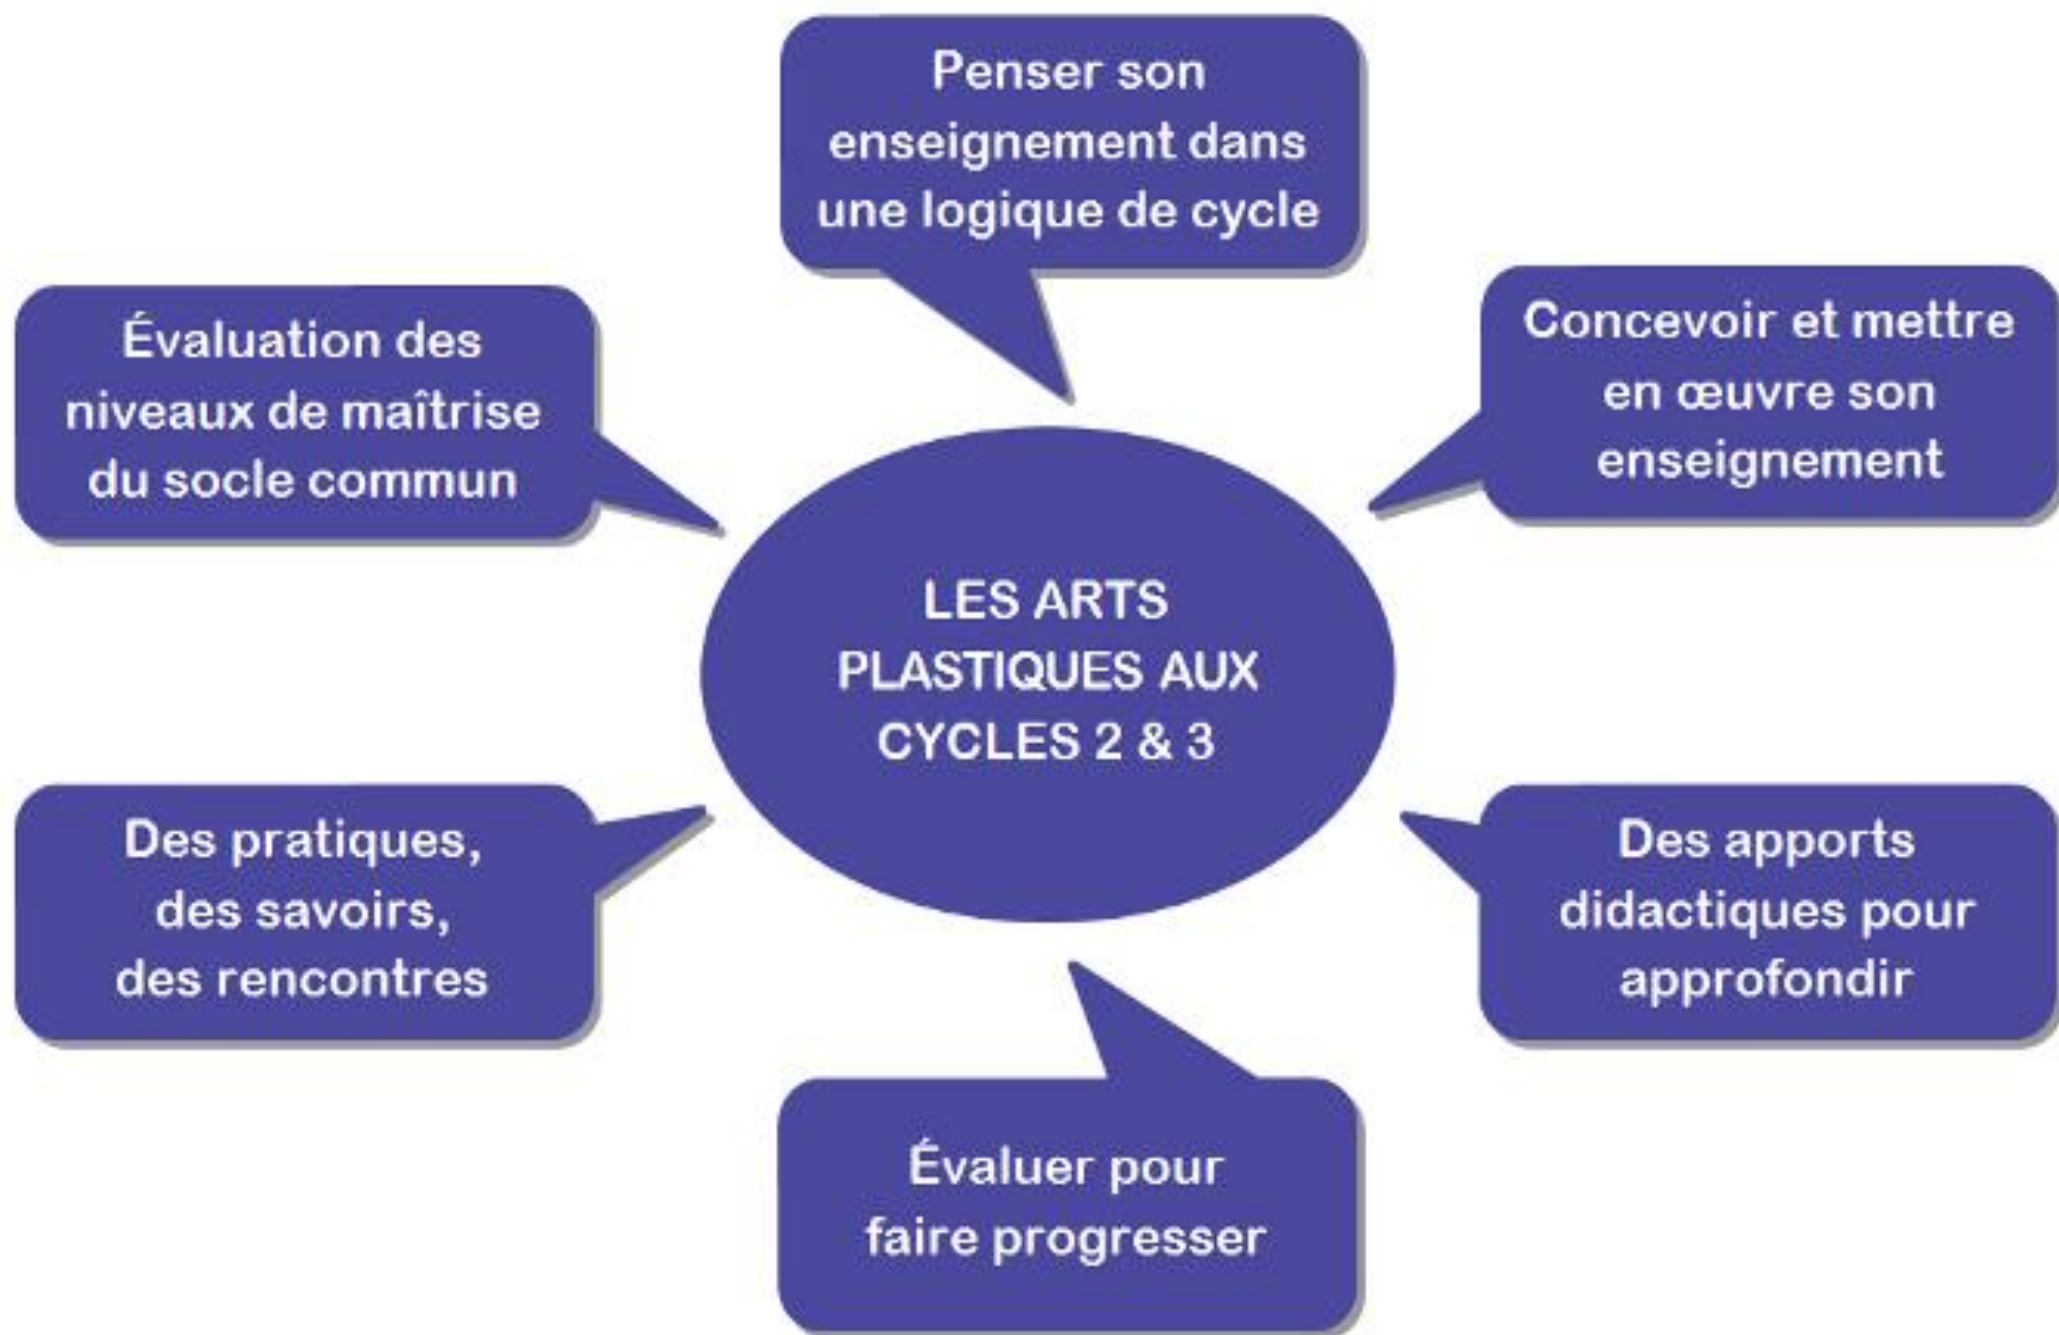 Penser son
enseignement dans
une logique de cycle
Évaluation des
niveaux de maîtrise
du socle commun
Concevoir et mettre
en œuvre son
enseignement
LES ARTS
PLASTIQUES AUX
CYCLES 2 & 3
Des pratiques,
des savoirs,
des rencontres
Des apports
didactiques pour
approfondir
Évaluer pour
faire progresser